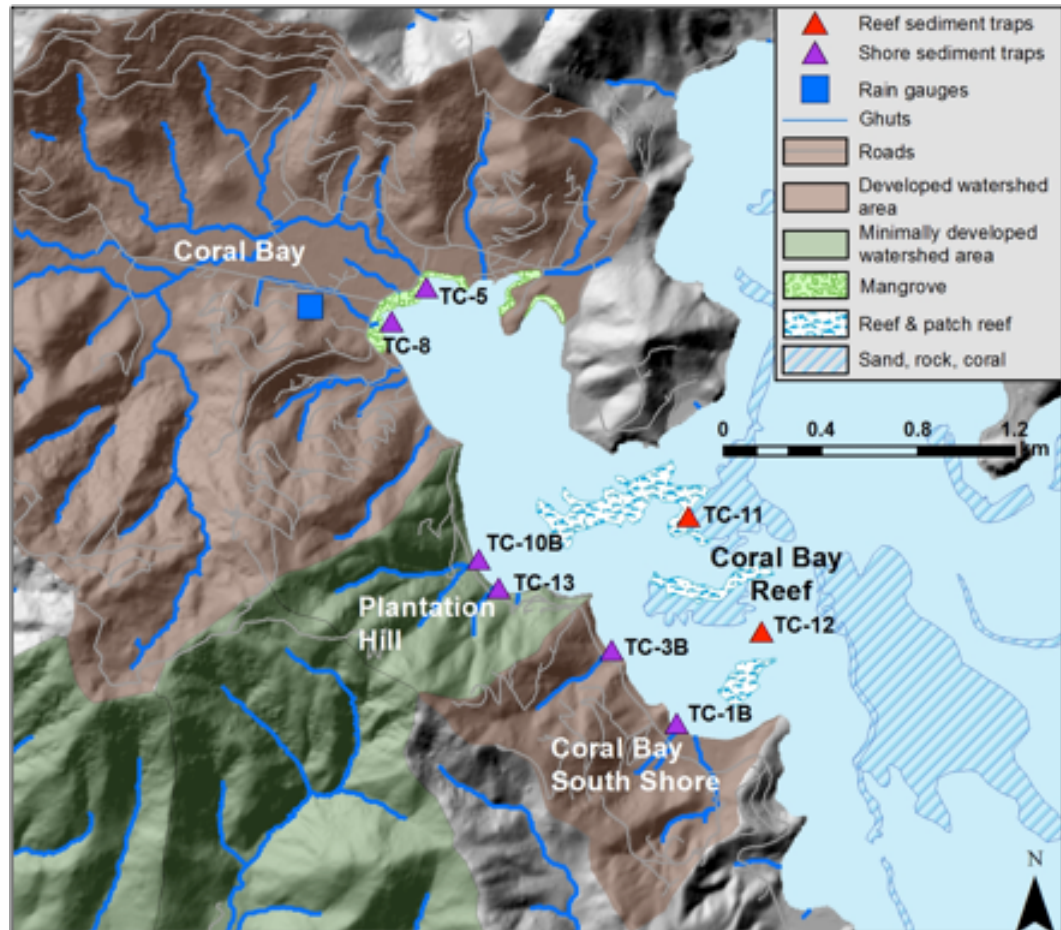 Reef sediment traps
Shore sediment traps
Rain gauges
Ghuts
Roads
Developed watershed
area
Minimally developed
watershed area
Mangrove
Reef & patch reef
Sand, rock, coral
0 0.4 0.8 1.2
km
Coral Bay
TC-5
TC-8
TC-11
Coral Bay
Reef
TC-10B
TC-13
Plantation
Hill
TC-12
TC-3B
TC-1B
Coral Bay
South Shore
N